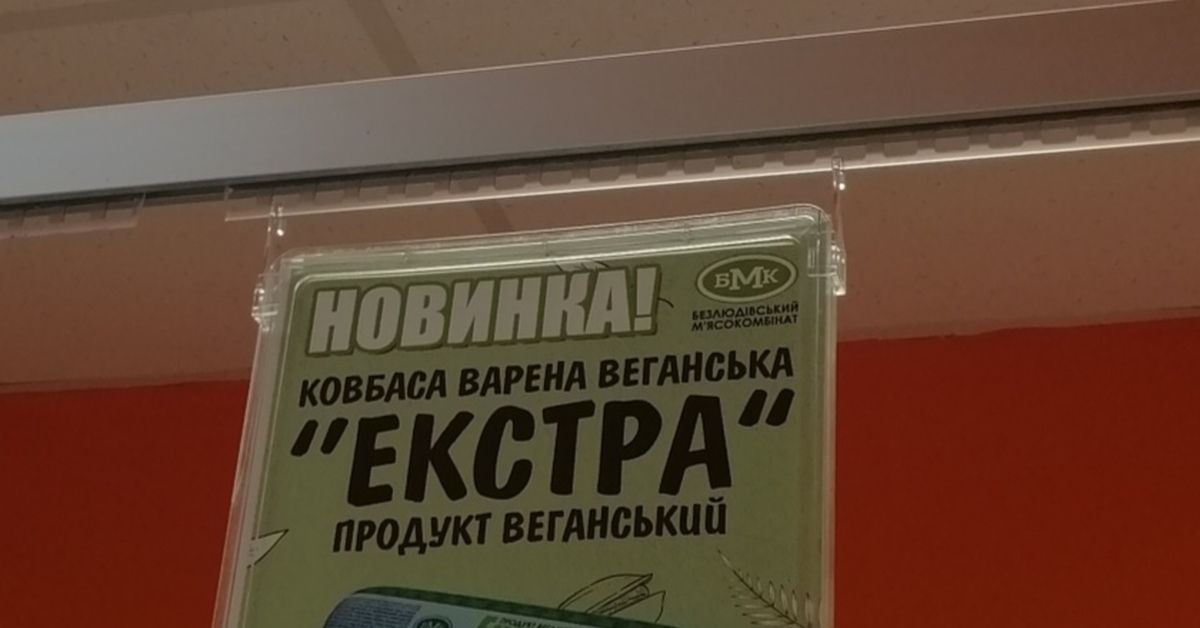 НОВИНКА!
БМК
БЕЗЛЮДІВСЬКИЙ
М'ЯСОКОМБІНАТ
КОВБАСА ВАРЕНА ВЕГАНСЬКА
"ЕКСТРА"
ПРОДУКТ ВЕГАНСЬКИЙ